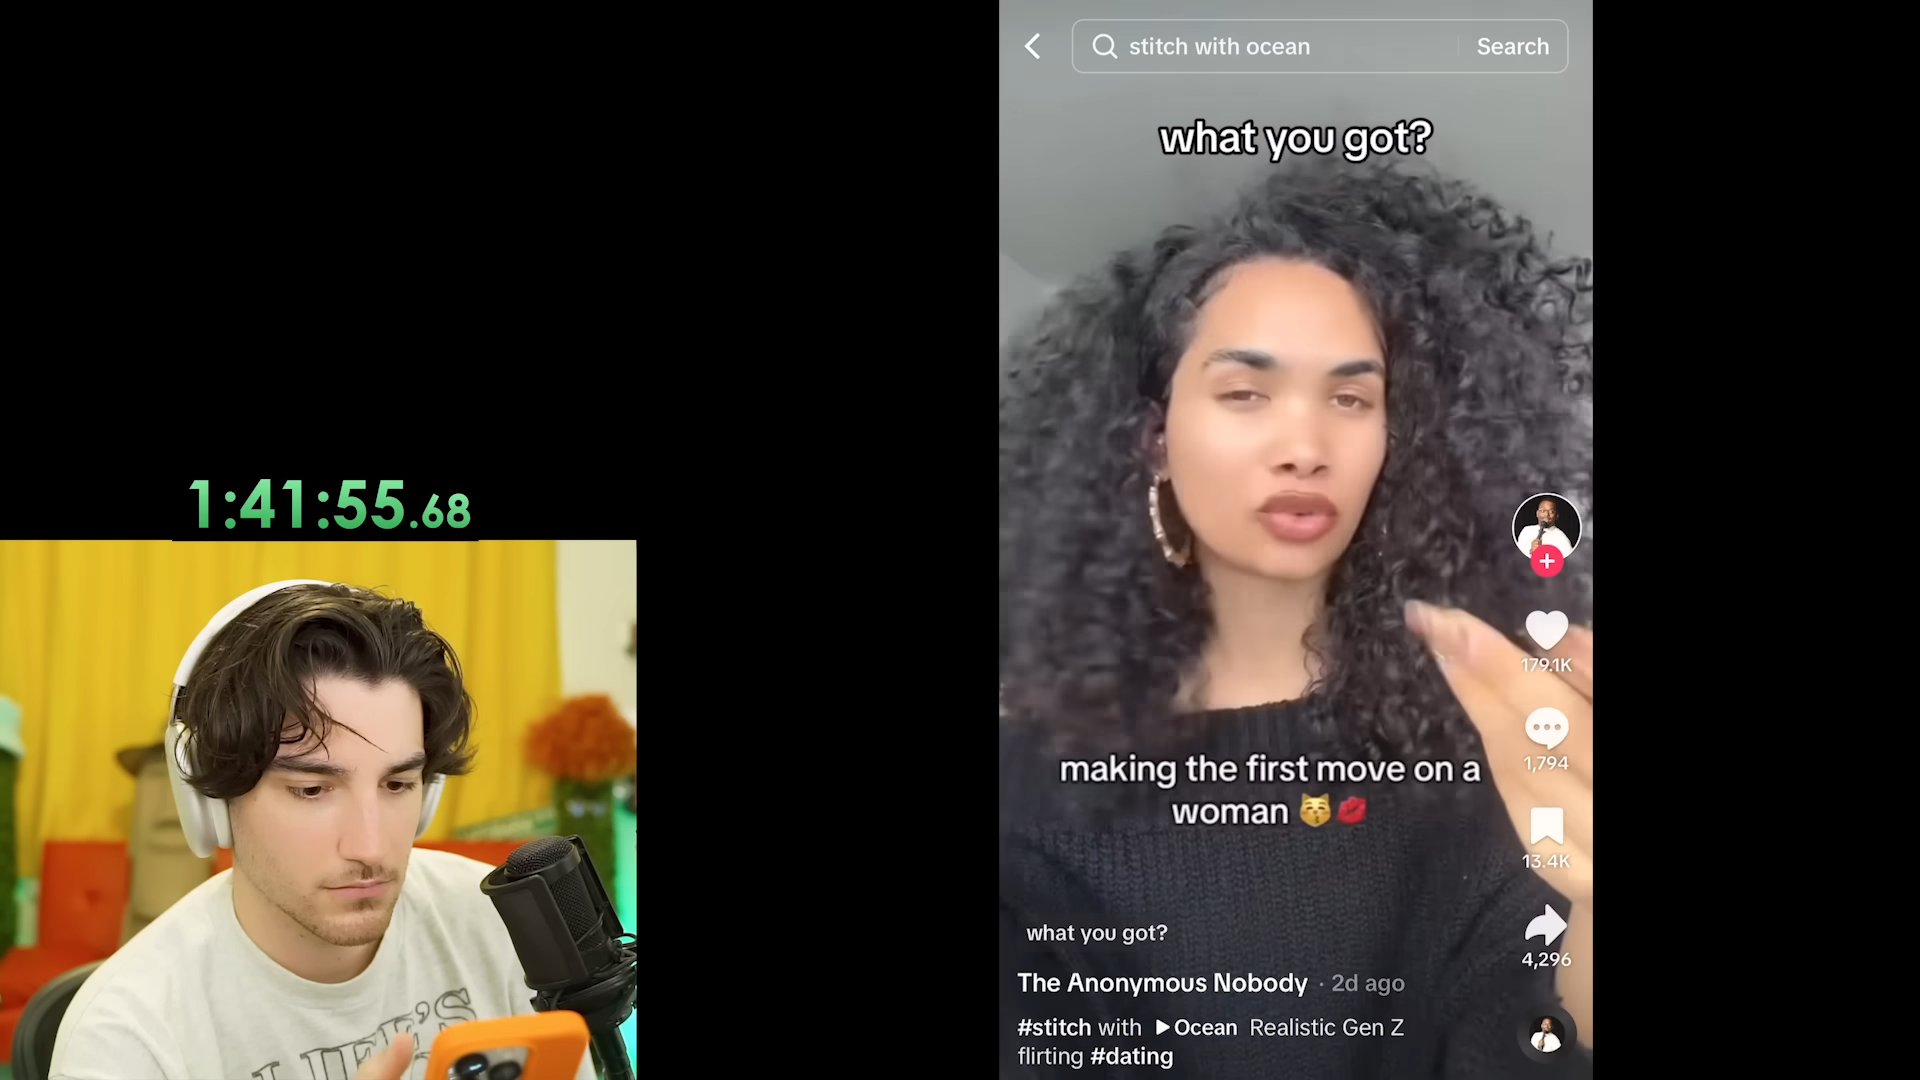 stitch with ocean
Search
what you got?
1:41:55.68
179.1K
making the first move on a
woman 😽💋
1,794
13.4K
what you got?
4,296
The Anonymous Nobody · 2d ago
#stitch with ▶Ocean Realistic Gen Z
flirting #dating